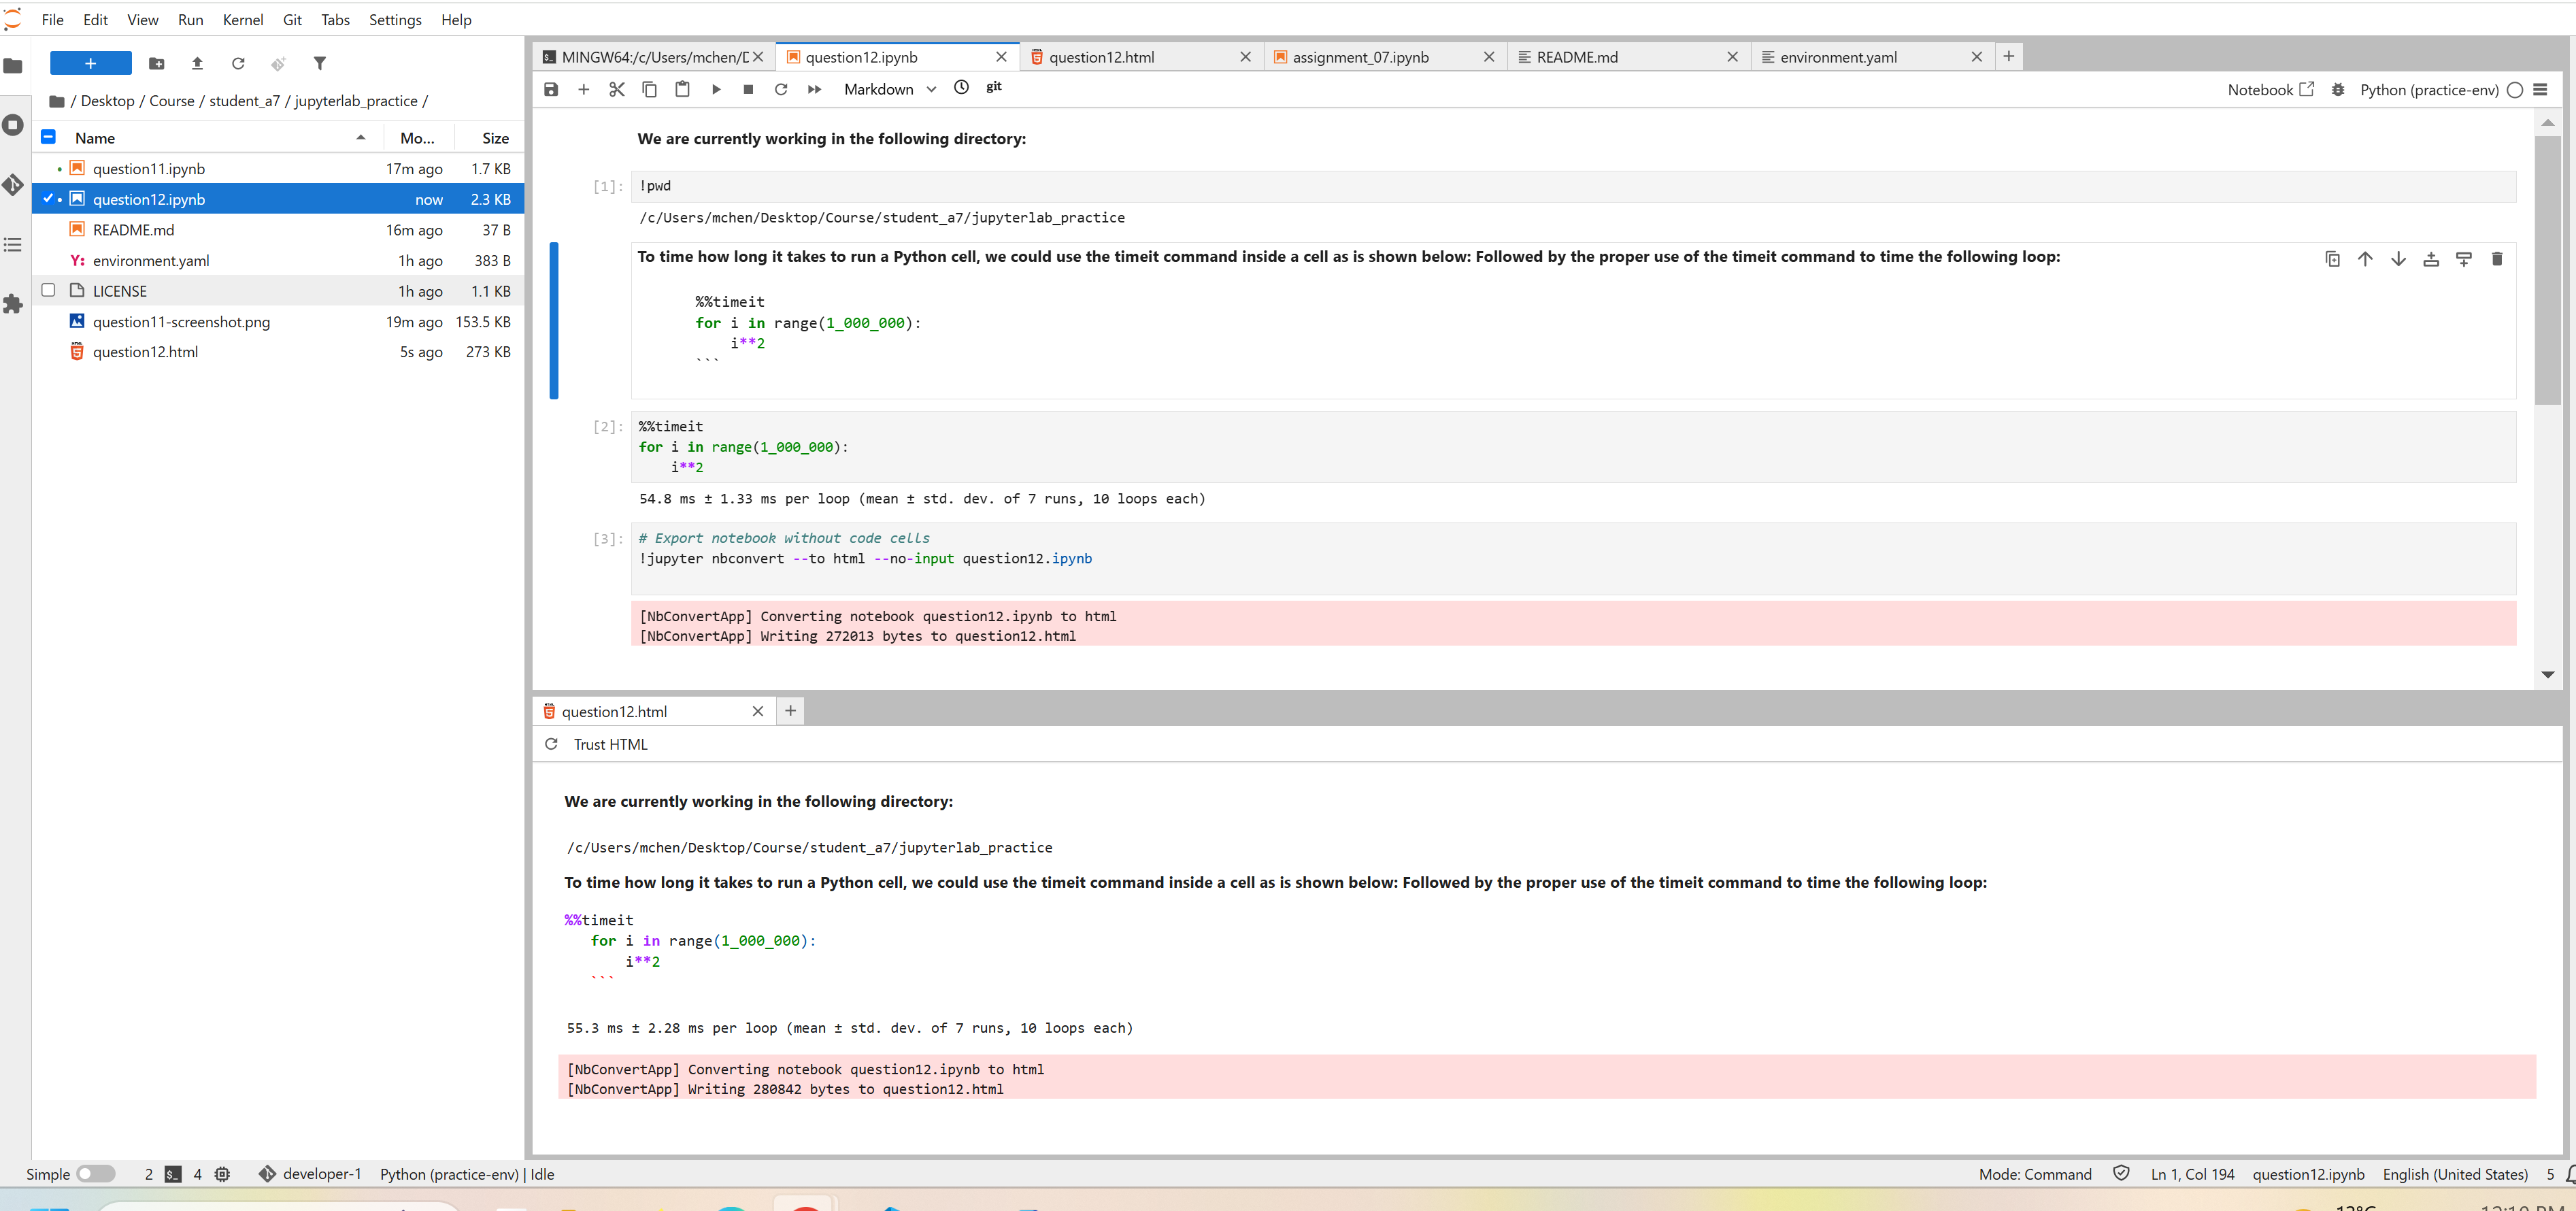 File Edit View Run Kernel Git Tabs Settings Help
+
/ Desktop / Course / student_a7 / jupyterlab_practice /
Name Mo... Size
question11.ipynb 17m ago 1.7 KB
question12.ipynb now 2.3 KB
README.md 16m ago 37 B
Y: environment.yaml 1h ago 383 B
LICENSE 1h ago 1.1 KB
question11-screenshot.png 19m ago 153.5 KB
question12.html 5s ago 273 KB
MINGW64:/c/Users/mchen/D question12.ipynb question12.html assignment_07.ipynb README.md environment.yaml +
Markdown git Notebook Python (practice-env)
We are currently working in the following directory:
[1]: !pwd
/c/Users/mchen/Desktop/Course/student_a7/jupyterlab_practice
To time how long it takes to run a Python cell, we could use the timeit command inside a cell as is shown below: Followed by the proper use of the timeit command to time the following loop:
%%timeit
for i in range(1_000_000):
i**2
```
[2]: %%timeit
for i in range(1_000_000):
i**2
54.8 ms ± 1.33 ms per loop (mean ± std. dev. of 7 runs, 10 loops each)
[3]: # Export notebook without code cells
!jupyter nbconvert --to html --no-input question12.ipynb
[NbConvertApp] Converting notebook question12.ipynb to html
[NbConvertApp] Writing 272013 bytes to question12.html
question12.html +
Trust HTML
We are currently working in the following directory:
/c/Users/mchen/Desktop/Course/student_a7/jupyterlab_practice
To time how long it takes to run a Python cell, we could use the timeit command inside a cell as is shown below: Followed by the proper use of the timeit command to time the following loop:
%%timeit
for i in range(1_000_000):
i**2
```
55.3 ms ± 2.28 ms per loop (mean ± std. dev. of 7 runs, 10 loops each)
[NbConvertApp] Converting notebook question12.ipynb to html
[NbConvertApp] Writing 280842 bytes to question12.html
Simple 2 $_ 4 developer-1 Python (practice-env) | Idle Mode: Command Ln 1, Col 194 question12.ipynb English (United States) 5